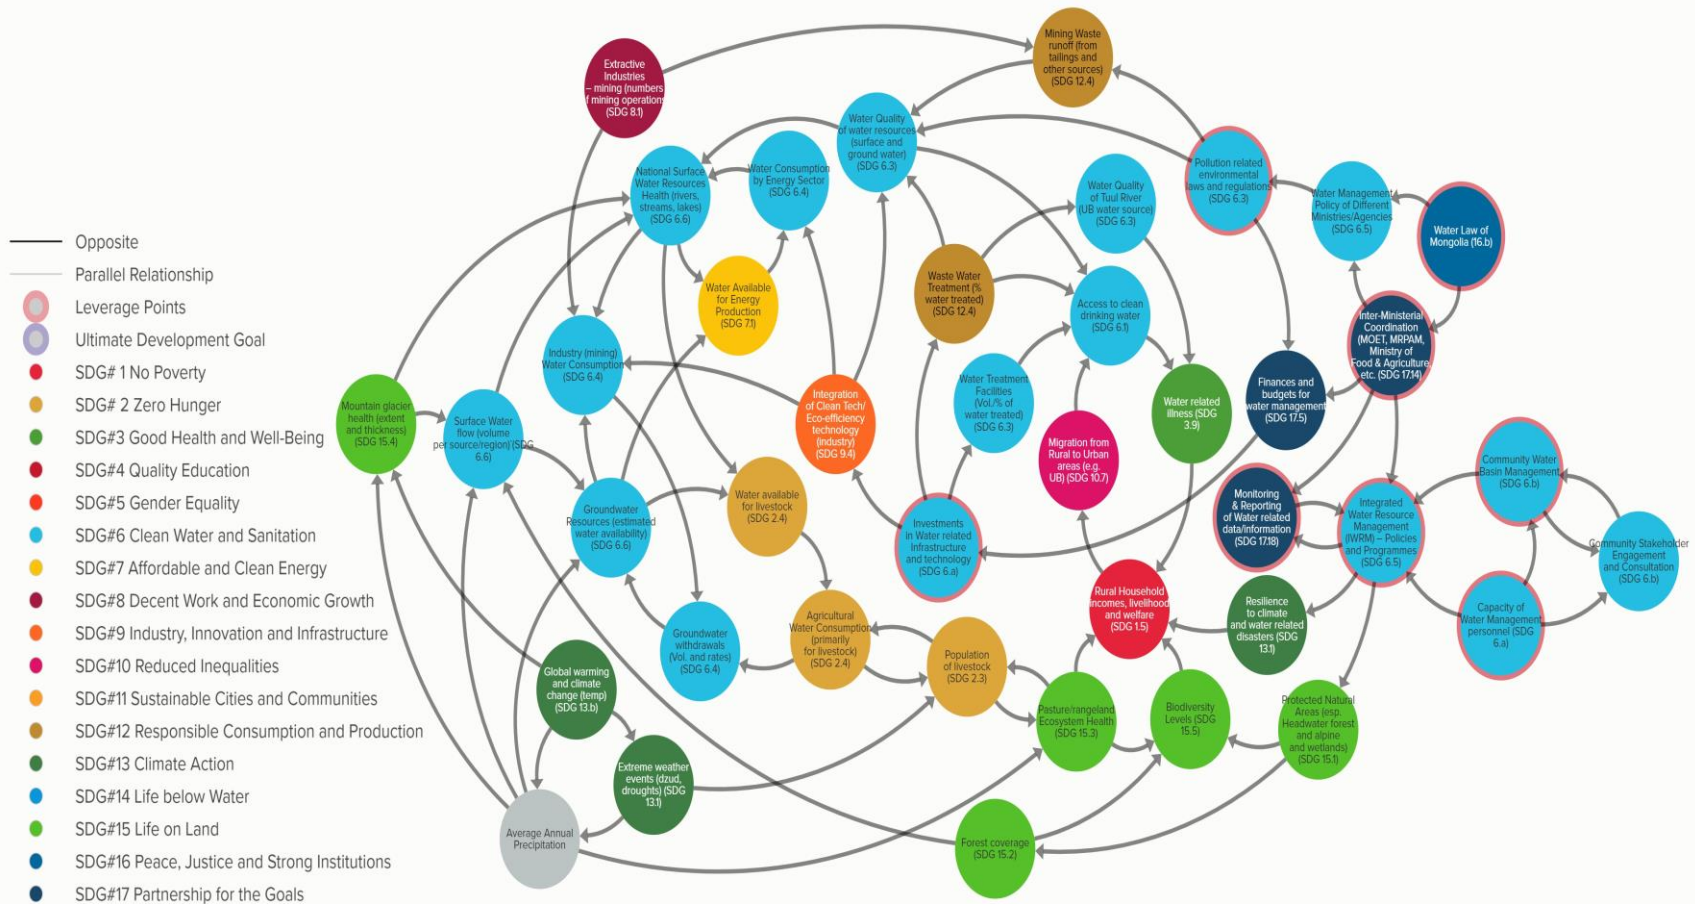 Opposite
Parallel Relationship
Leverage Points
Ultimate Development Goal
SDG# 1 No Poverty
SDG# 2 Zero Hunger
SDG#3 Good Health and Well-Being
SDG#4 Quality Education
SDG#5 Gender Equality
SDG#6 Clean Water and Sanitation
SDG#7 Affordable and Clean Energy
SDG#8 Decent Work and Economic Growth
SDG#9 Industry, Innovation and Infrastructure
SDG#10 Reduced Inequalities
SDG#11 Sustainable Cities and Communities
SDG#12 Responsible Consumption and Production
SDG#13 Climate Action
SDG#14 Life below Water
SDG#15 Life on Land
SDG#16 Peace, Justice and Strong Institutions
SDG#17 Partnership for the Goals
Extractive
Industries
– mining (numbers
f mining operation
(SDG 8.1)
Mining Waste
runoff (from
tailings and
other sources)
(SDG 12.4)
Water Quality
of water resources
(surface and
ground water)
(SDG 6.3)
National Surface
Water Resources
Health (rivers,
streams, lakes)
(SDG 6.6)
Water Consumption
by Energy Sector
(SDG 6.4)
Water Quality
of Tuul River
(UB water source)
(SDG 6.3)
Pollution related
environmental
laws and regulations
(SDG 6.3)
Water Management
Policy of Different
Ministries/Agencies
(SDG 6.5)
Water Law of
Mongolia (16.b)
Water Available
for Energy
Production
(SDG 7.1)
Waste Water
Treatment (%
water treated)
(SDG 12.4)
Access to clean
drinking water
(SDG 6.1)
Inter-Ministerial
Coordination
(MOET, MRPAM,
Ministry of
Food & Agriculture,
etc. (SDG 17.14)
Industry (mining)
Water Consumption
(SDG 6.4)
Mountain glacier
health (extent
and thickness)
(SDG 15.4)
Surface Water
flow (volume
per source/region) (SDG
6.6)
Integration
of Clean Tech/
Eco-efficiency
technology
(industry)
(SDG 9.4)
Water Treatment
Facilities
(Vol./% of
water treated)
(SDG 6.3)
Water related
illness (SDG
3.9)
Finances and
budgets for
water management
(SDG 17.5)
Migration from
Rural to Urban
areas (e.g.
UB) (SDG 10.7)
Community Water
Basin Management
(SDG 6.b)
Groundwater
Resources (estimated
water availability)
(SDG 6.6)
Water available
for livestock
(SDG 2.4)
Investments
in Water related
Infrastructure
and technology
(SDG 6.a)
Monitoring
& Reporting
of Water related
data/information
(SDG 17.18)
Integrated
Water Resource
Management
(IWRM) – Policies
and Programmes
(SDG 6.5)
Community Stakeholder
Engagement
and Consultation
(SDG 6.b)
Rural Household
incomes, livelihood
and welfare
(SDG 1.5)
Resilience
to climate
and water related
disasters (SDG
13.1)
Capacity of
Water Management
personnel (SDG
6.a)
Groundwater
withdrawals
(Vol. and rates)
(SDG 6.4)
Agricultural
Water Consumption
(primarily
for livestock)
(SDG 2.4)
Population
of livestock
(SDG 2.3)
Global warming
and climate
change (temp)
(SDG 13.b)
Pasture/rangeland
Ecosystem Health
(SDG 15.3)
Biodiversity
Levels (SDG
15.5)
Protected Natural
Areas (esp.
Headwater forest
and alpine
and wetlands)
(SDG 15.1)
Extreme weather
events (dzud,
droughts) (SDG
13.1)
Average Annual
Precipitation
Forest coverage
(SDG 15.2)